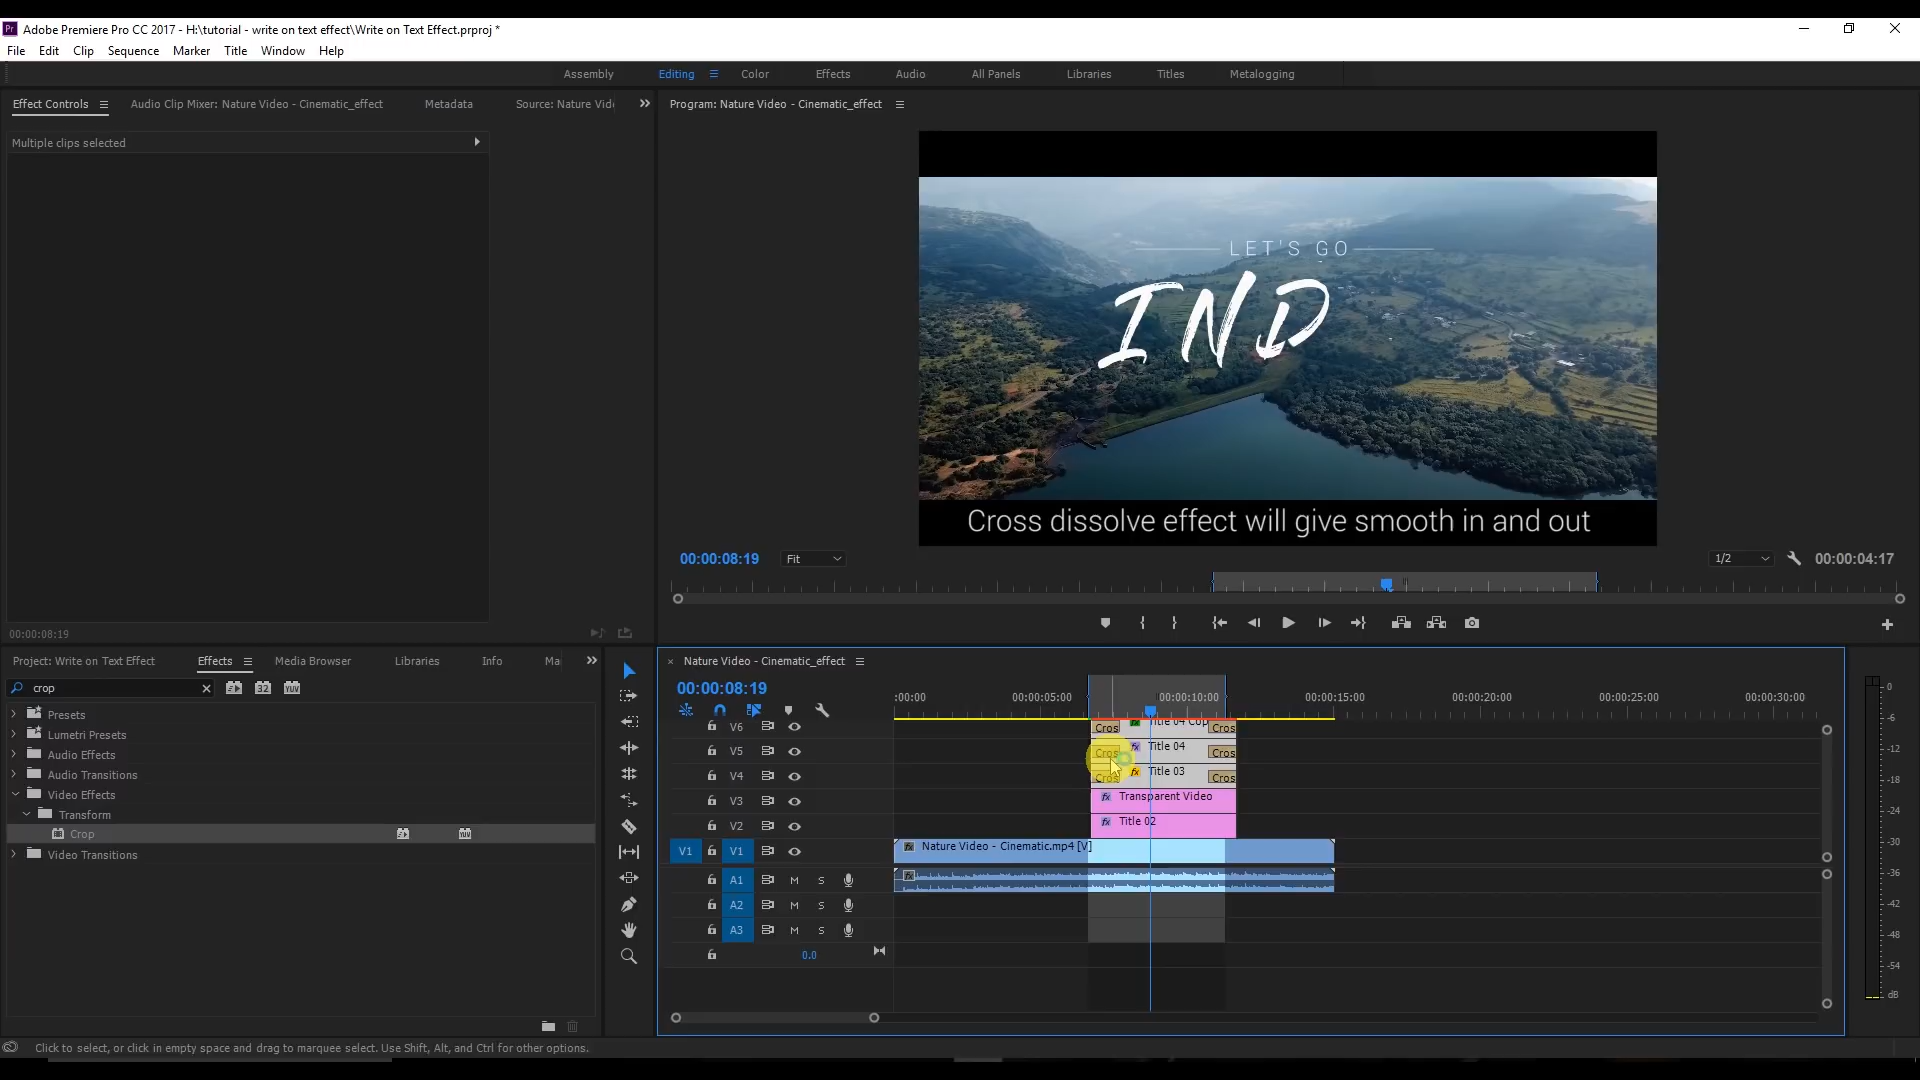 Adobe Premiere Pro CC 2017 - H:\tutorial - write on text effect\Write on Text Effect.prproj *
File Edit Clip Sequence Marker Title Window Help
Assembly Editing Color Effects Audio All Panels Libraries Titles Metalogging
Effect Controls Audio Clip Mixer: Nature Video - Cinematic_effect Metadata Source: Nature Vid
Program: Nature Video - Cinematic_effect
Multiple clips selected
LET'S GO
IND
Cross dissolve effect will give smooth in and out
00:00:08:19 Fit 1/2 00:00:04:17
00:00:08:19
Project: Write on Text Effect Effects Media Browser Libraries Info Ma
crop
32 YUV
Presets
Lumetri Presets
Audio Effects
Audio Transitions
Video Effects
Transform
Crop
Video Transitions
Nature Video - Cinematic_effect
00:00:08:19
:00:00 00:00:05:00 00:00:10:00 00:00:15:00 00:00:20:00 00:00:25:00 00:00:30:00
V6 Cros Title 04 Cop Cros
V5 Cros Title 04 Cros
V4 Cros Title 03 Cros
V3 Transparent Video
V2 Title 02
V1 V1 Nature Video - Cinematic.mp4 [V]
A1 M S
A2 M S
A3 M S
0.0
0
-6
-12
-18
-24
-30
-36
-42
-48
-54
dB
Click to select, or click in empty space and drag to marquee select. Use Shift, Alt, and Ctrl for other options.